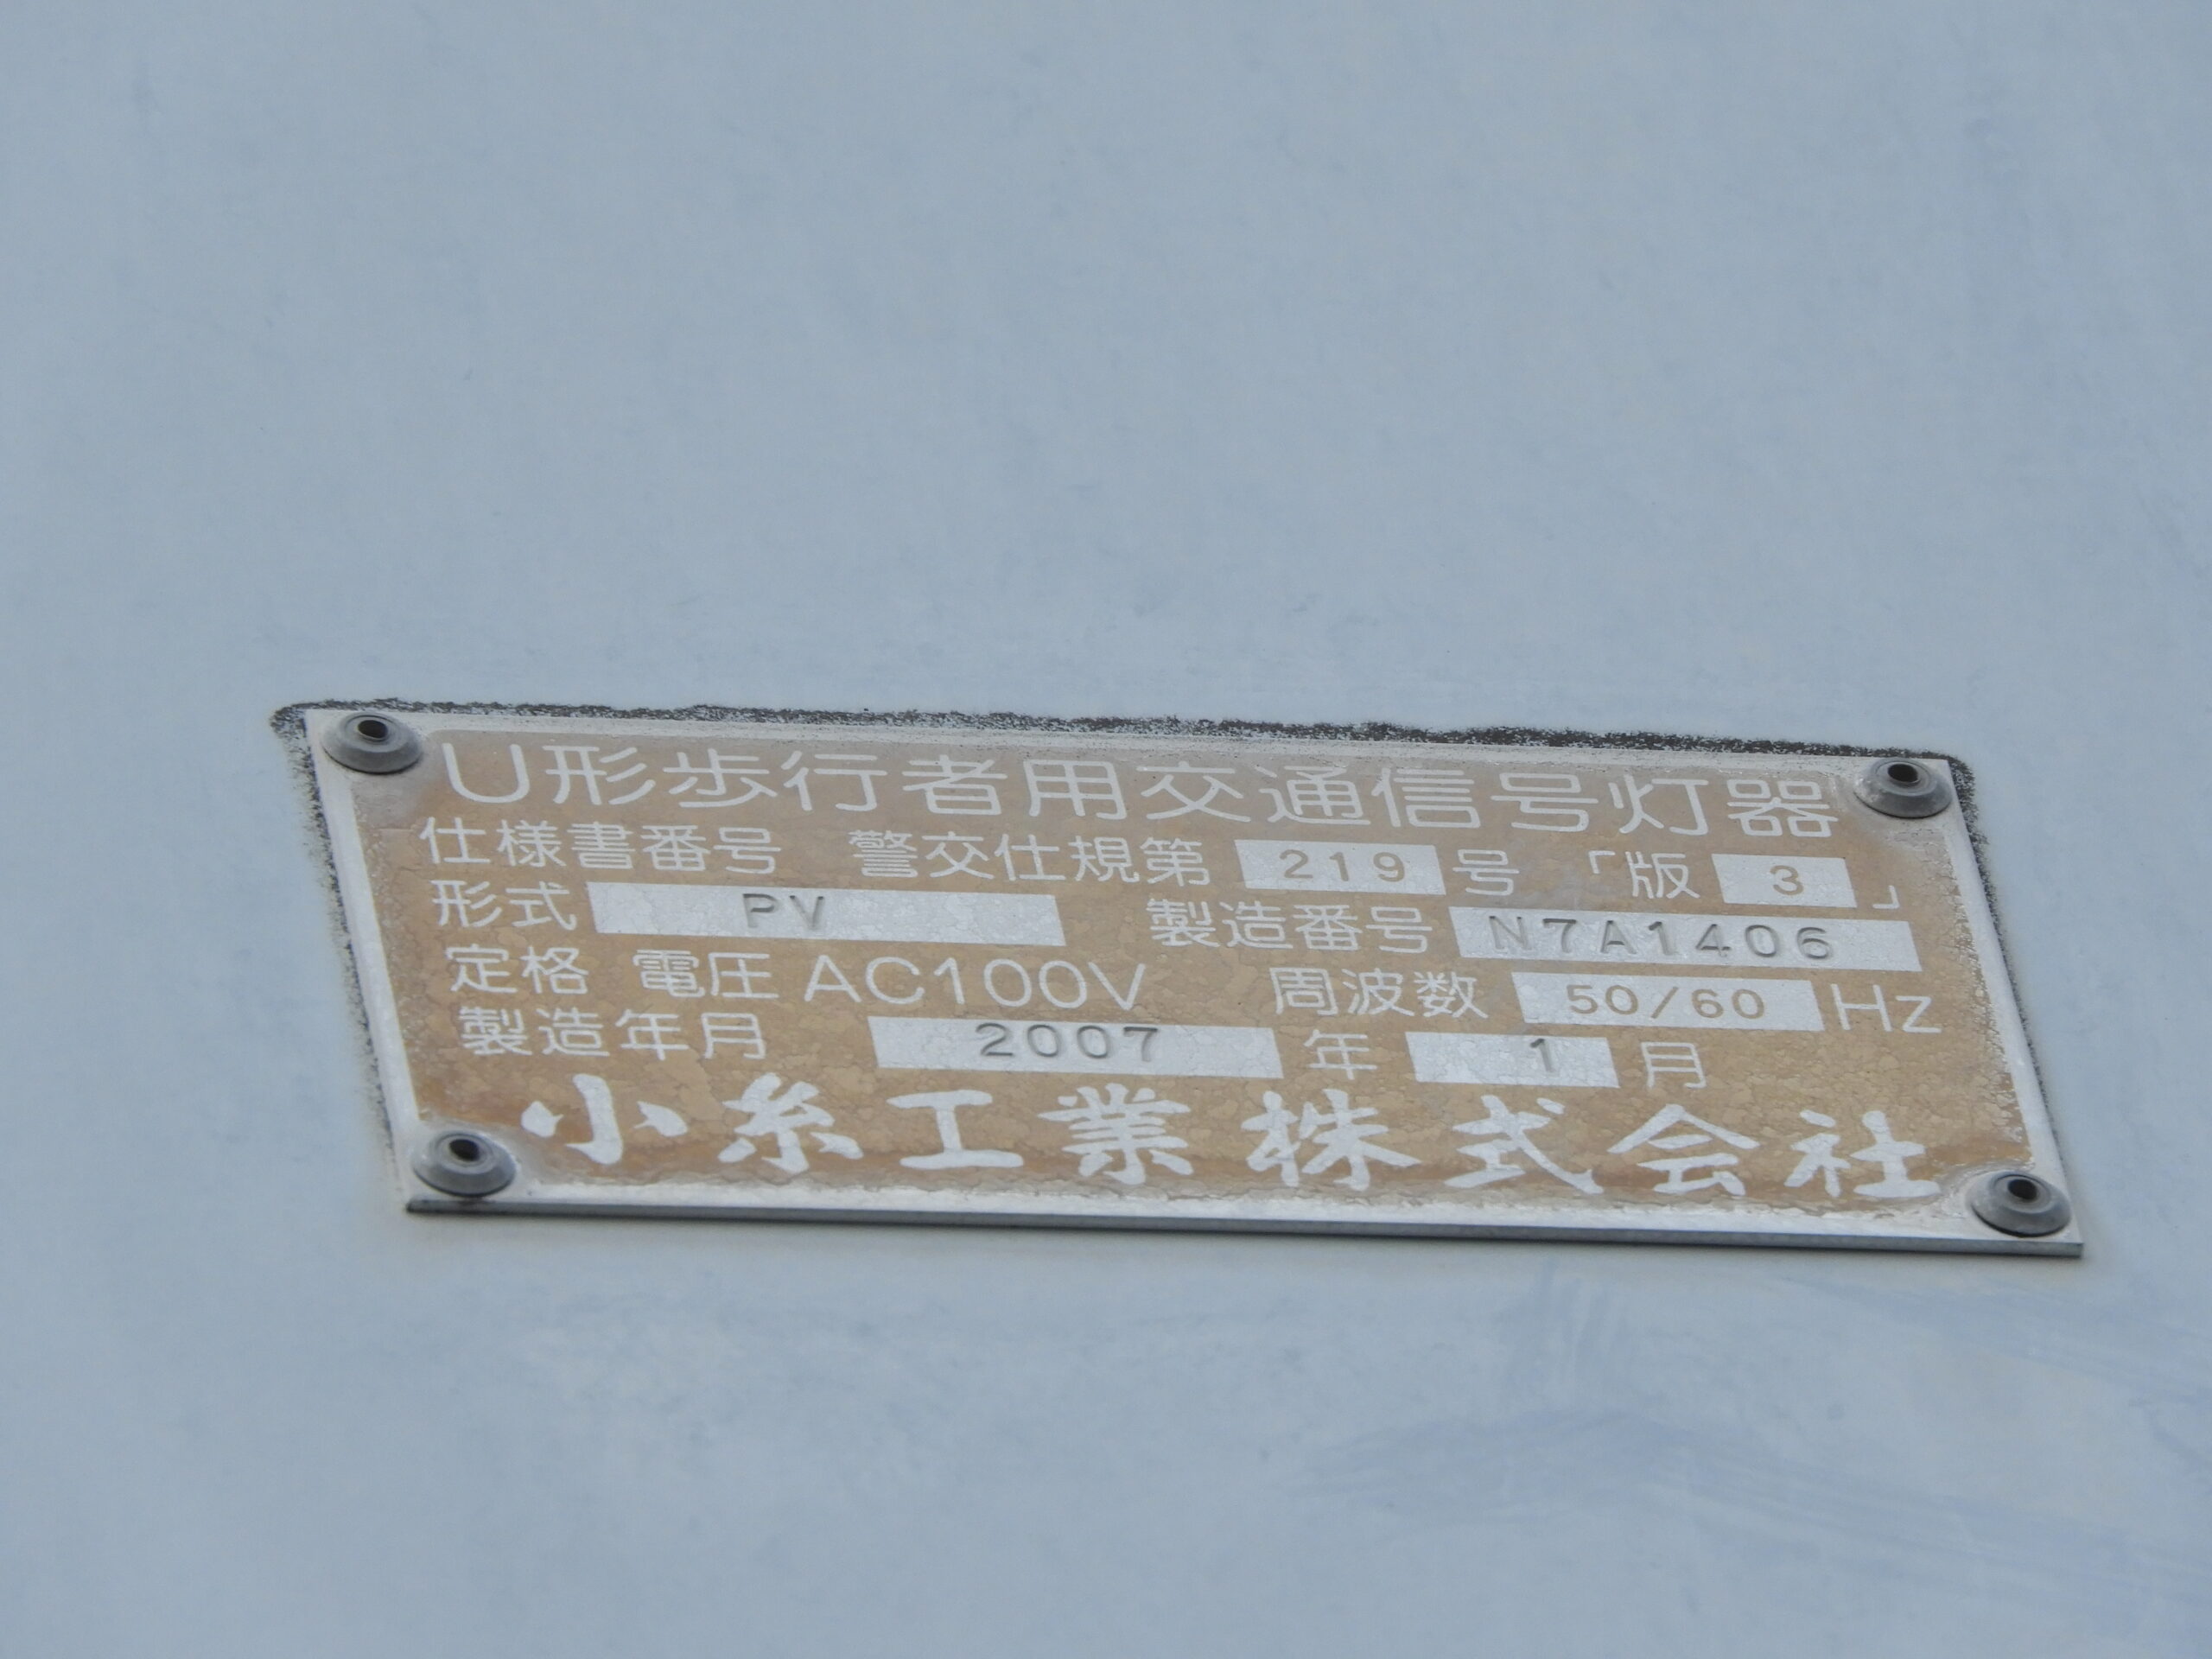 U形歩行者用交通信号灯器
仕様書番号 警交仕規第 219 号 「版 3 」
形式 PV 製造番号 N7A1406
定格 電圧 AC100V 周波数 50/60 Hz
製造年月 2007 年 1 月
小糸工業株式会社